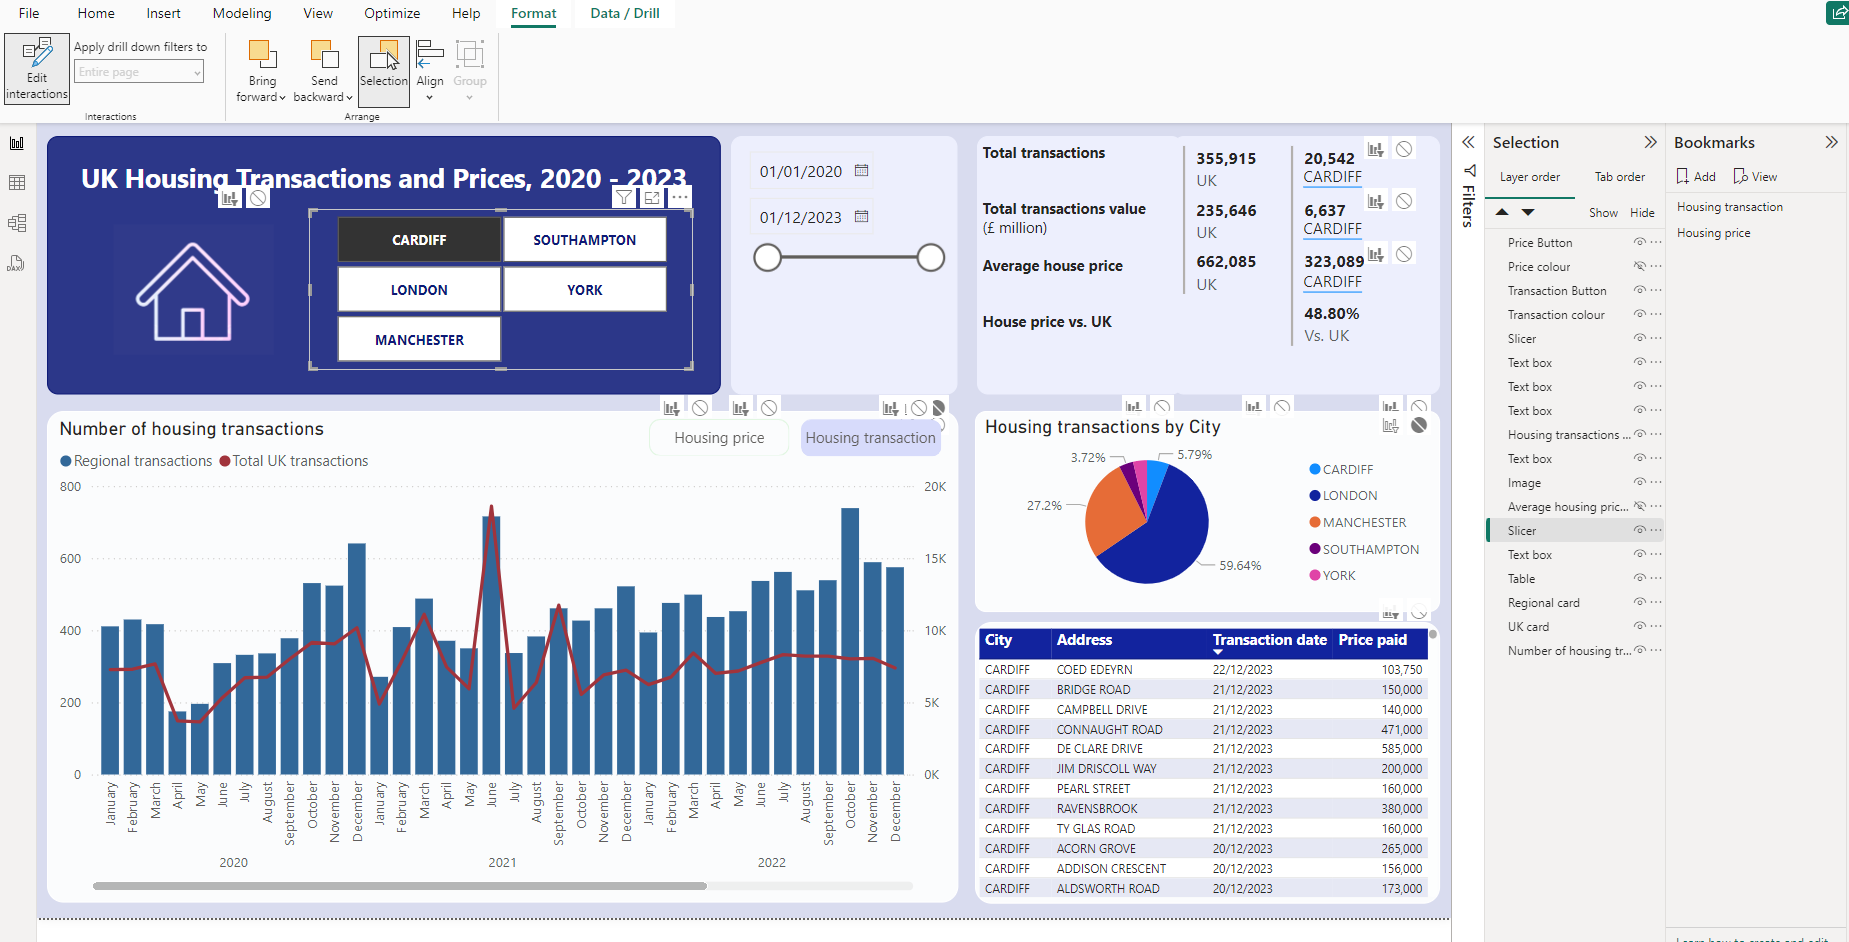 File Home Insert Modeling View Optimize Help Format Data / Drill
Edit interactions
Apply drill down filters to
Entire page
Interactions
Bring forward
Send backward
Selection
Align
Group
Arrange
UK Housing Transactions and Prices, 2020 - 2023
CARDIFF
SOUTHAMPTON
LONDON
YORK
MANCHESTER
01/01/2020
01/12/2023
Total transactions
355,915
UK
20,542
CARDIFF
Total transactions value
(£ million)
235,646
UK
6,637
CARDIFF
Average house price
662,085
UK
323,089
CARDIFF
House price vs. UK
48.80%
Vs. UK
Number of housing transactions
Housing price
Housing transaction
Regional transactions Total UK transactions
800
600
400
200
0
20K
15K
10K
5K
0K
January
February
March
April
May
June
July
August
September
October
November
December
January
February
March
April
May
June
July
August
September
October
November
December
January
February
March
April
May
June
July
August
September
October
November
December
2020
2021
2022
Housing transactions by City
3.72%
5.79%
27.2%
59.64%
CARDIFF
LONDON
MANCHESTER
SOUTHAMPTON
YORK
City Address Transaction date Price paid
CARDIFF COED EDEYRN 22/12/2023 103,750
CARDIFF BRIDGE ROAD 21/12/2023 150,000
CARDIFF CAMPBELL DRIVE 21/12/2023 140,000
CARDIFF CONNAUGHT ROAD 21/12/2023 471,000
CARDIFF DE CLARE DRIVE 21/12/2023 585,000
CARDIFF JIM DRISCOLL WAY 21/12/2023 200,000
CARDIFF PEARL STREET 21/12/2023 160,000
CARDIFF RAVENSBROOK 21/12/2023 380,000
CARDIFF TY GLAS ROAD 21/12/2023 160,000
CARDIFF ACORN GROVE 20/12/2023 265,000
CARDIFF ADDISON CRESCENT 20/12/2023 156,000
CARDIFF ALDSWORTH ROAD 20/12/2023 173,000
Filters
Selection
Layer order
Tab order
Show
Hide
Price Button
Price colour
Transaction Button
Transaction colour
Slicer
Text box
Text box
Text box
Housing transactions ...
Text box
Image
Average housing pric...
Slicer
Text box
Table
Regional card
UK card
Number of housing tr...
Bookmarks
Add
View
Housing transaction
Housing price